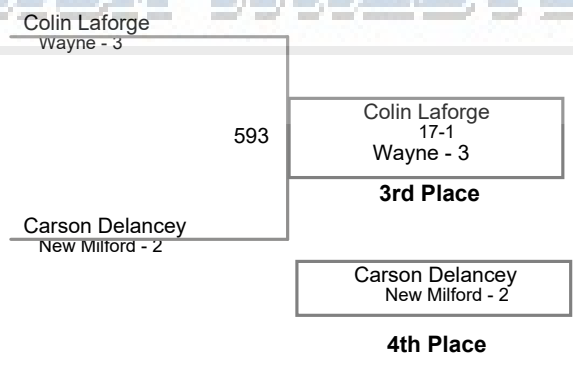 Colin Laforge
Wayne - 3
593
Colin Laforge
17-1
Wayne - 3
3rd Place
Carson Delancey
New Milford - 2
Carson Delancey
New Milford - 2
4th Place